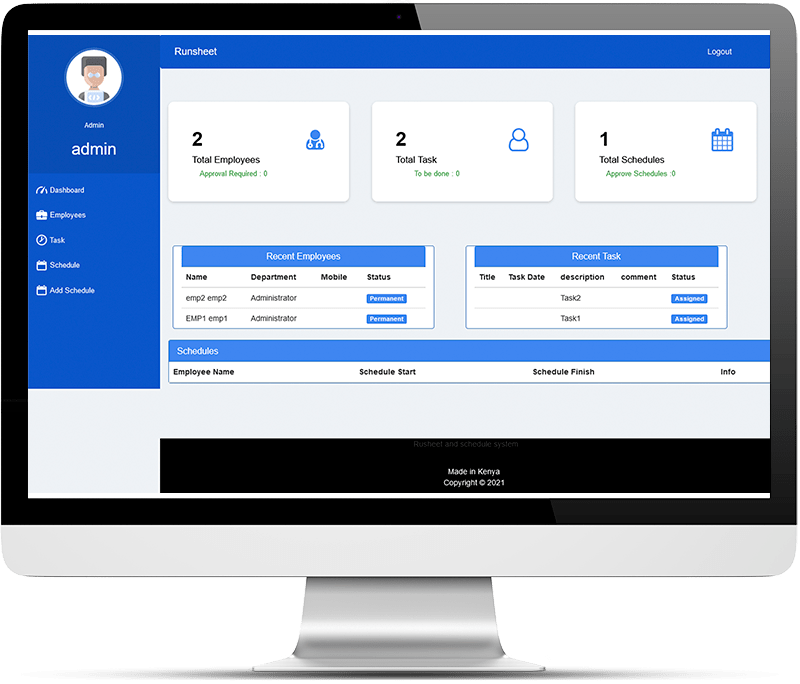 Runsheet
Logout
Admin
admin
Dashboard
Employees
Task
Schedule
Add Schedule
2
Total Employees
Approval Required : 0
2
Total Task
To be done : 0
1
Total Schedules
Approve Schedules :0
Recent Employees
Name Department Mobile Status
emp2 emp2 Administrator Permanent
EMP1 emp1 Administrator Permanent
Recent Task
Title Task Date description comment Status
Task2 Assigned
Task1 Assigned
Schedules
Employee Name Schedule Start Schedule Finish Info
Rusheet and schedule system
Made in Kenya
Copyright © 2021